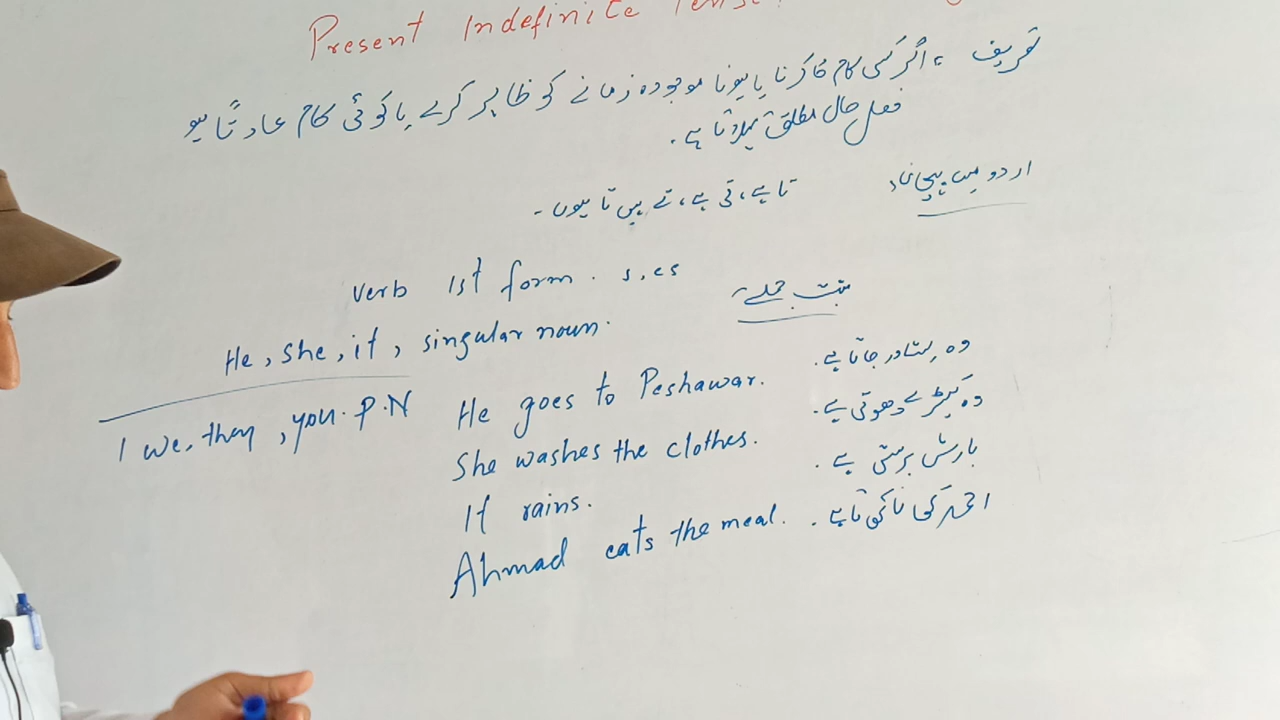 Present Indefinite Tense
تعریف ، اگر کسی کام کا کرنا یا ہونا موجودہ زمانے کو ظاہر کرے یا کوئی کام عادتاً ہو
فعل حال مطلق کہلاتا ہے ۔
اردو میں پہچان
تا ہے ، تی ہے ، تے ہیں تا ہوں ۔
verb 1st form . s, es
He, she, it, singular noun.
مثبت جملے
I we, they, you. P.N
He goes to Peshawar. وہ پشاور جاتا ہے ۔
She washes the clothes. وہ کپڑے دھوتی ہے ۔
It rains. بارش برستی ہے ۔
Ahmad eats the meal. احمد کھانا کھاتا ہے ۔